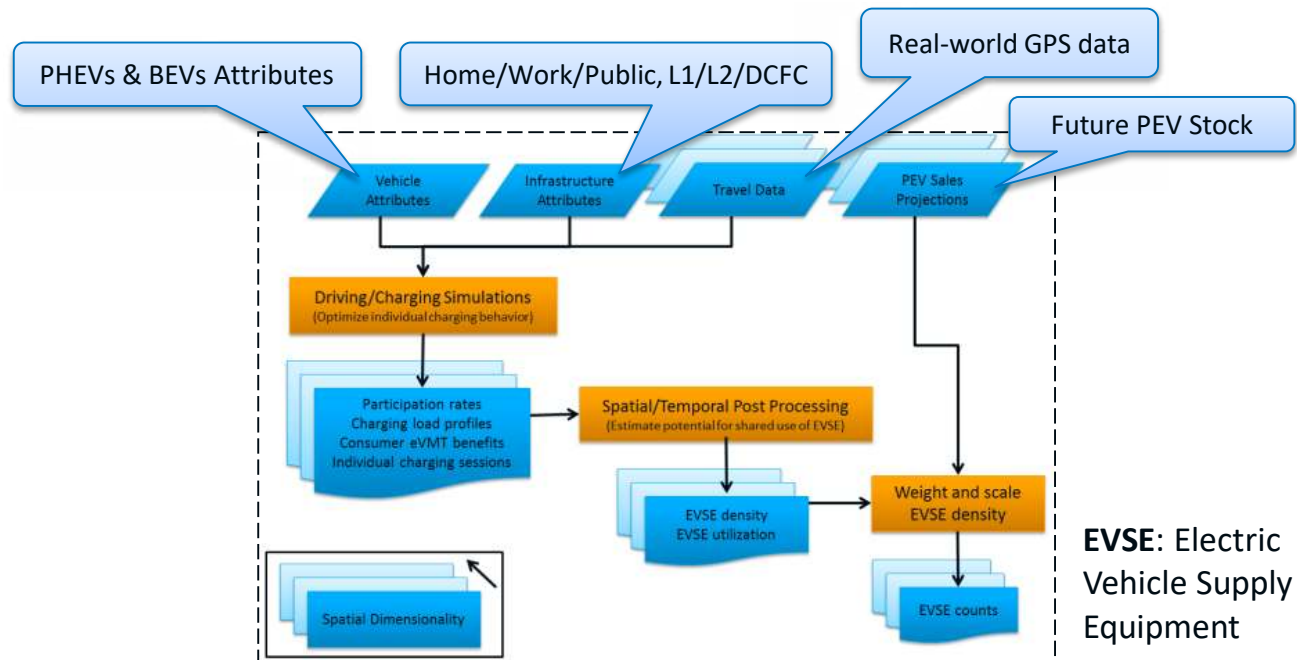 PHEVs & BEVs Attributes
Home/Work/Public, L1/L2/DCFC
Real-world GPS data
Future PEV Stock
Vehicle
Attributes
Infrastructure
Attributes
Travel Data
PEV Sales
Projections
Driving/Charging Simulations
(Optimize individual charging behavior)
Participation rates
Charging load profiles
Consumer eVMT benefits
Individual charging sessions
Spatial/Temporal Post Processing
(Estimate potential for shared use of EVSE)
EVSE density
EVSE utilization
Weight and scale
EVSE density
EVSE counts
Spatial Dimensionality
EVSE: Electric
Vehicle Supply
Equipment